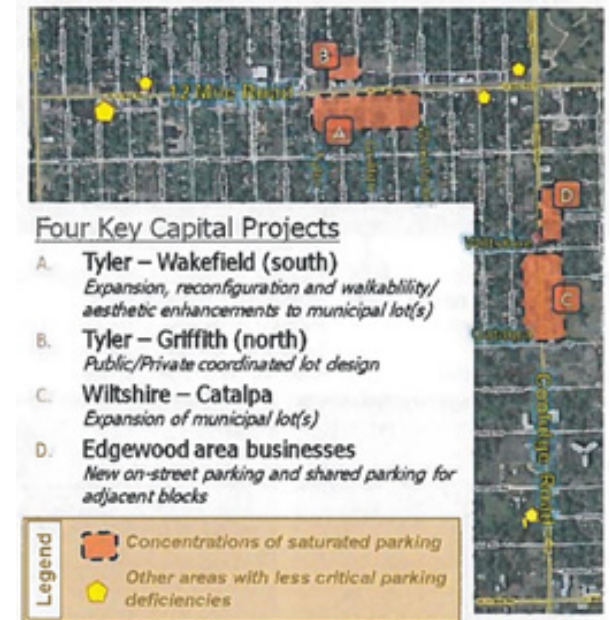 B
12 Mile Road
A
D
Wiltshire
C
Catalpa
Coolidge Road
Four Key Capital Projects
A. Tyler – Wakefield (south)
Expansion, reconfiguration and walkablility/
aesthetic enhancements to municipal lot(s)
B. Tyler – Griffith (north)
Public/Private coordinated lot design
C. Wiltshire – Catalpa
Expansion of municipal lot(s)
D. Edgewood area businesses
New on-street parking and shared parking for
adjacent blocks
Legend
Concentrations of saturated parking
Other areas with less critical parking
deficiencies